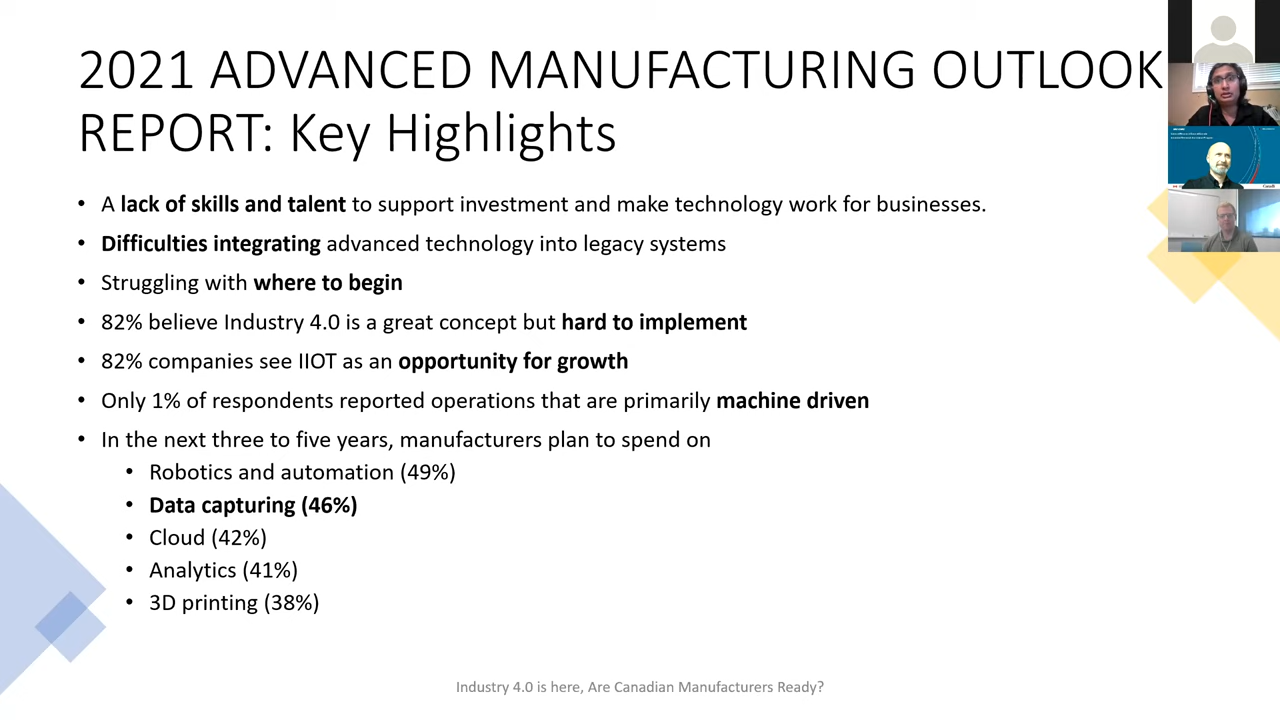 2021 ADVANCED MANUFACTURING OUTLOOK
REPORT: Key Highlights
• A lack of skills and talent to support investment and make technology work for businesses.
• Difficulties integrating advanced technology into legacy systems
• Struggling with where to begin
• 82% believe Industry 4.0 is a great concept but hard to implement
• 82% companies see IIOT as an opportunity for growth
• Only 1% of respondents reported operations that are primarily machine driven
• In the next three to five years, manufacturers plan to spend on
• Robotics and automation (49%)
• Data capturing (46%)
• Cloud (42%)
• Analytics (41%)
• 3D printing (38%)
Industry 4.0 is here, Are Canadian Manufacturers Ready?